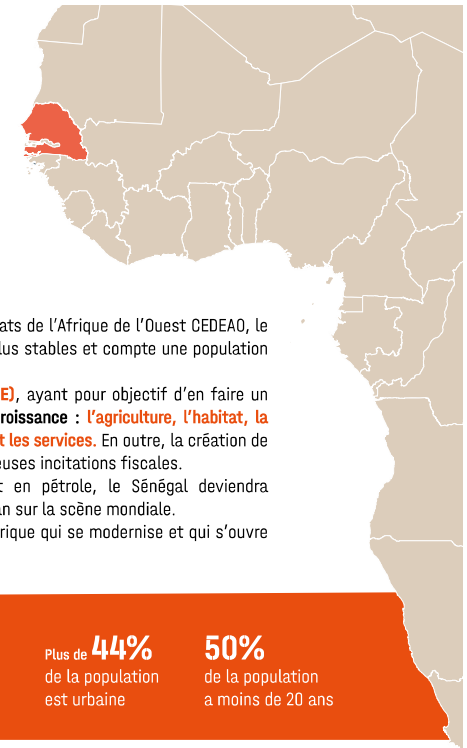 ats de l'Afrique de l'Ouest CEDEAO, le
lus stables et compte une population
E), ayant pour objectif d'en faire un
roissance : l'agriculture, l'habitat, la
t les services. En outre, la création de
euses incitations fiscales.
t en pétrole, le Sénégal deviendra
an sur la scène mondiale.
rique qui se modernise et qui s'ouvre
Plus de 44%
de la population
est urbaine
50%
de la population
a moins de 20 ans